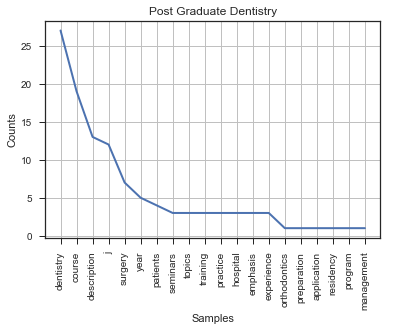 Post Graduate Dentistry
25
20
15
10
5
0
Counts
dentistry
course
description
j
surgery
year
patients
seminars
topics
training
practice
hospital
emphasis
experience
orthodontics
preparation
application
residency
program
management
Samples